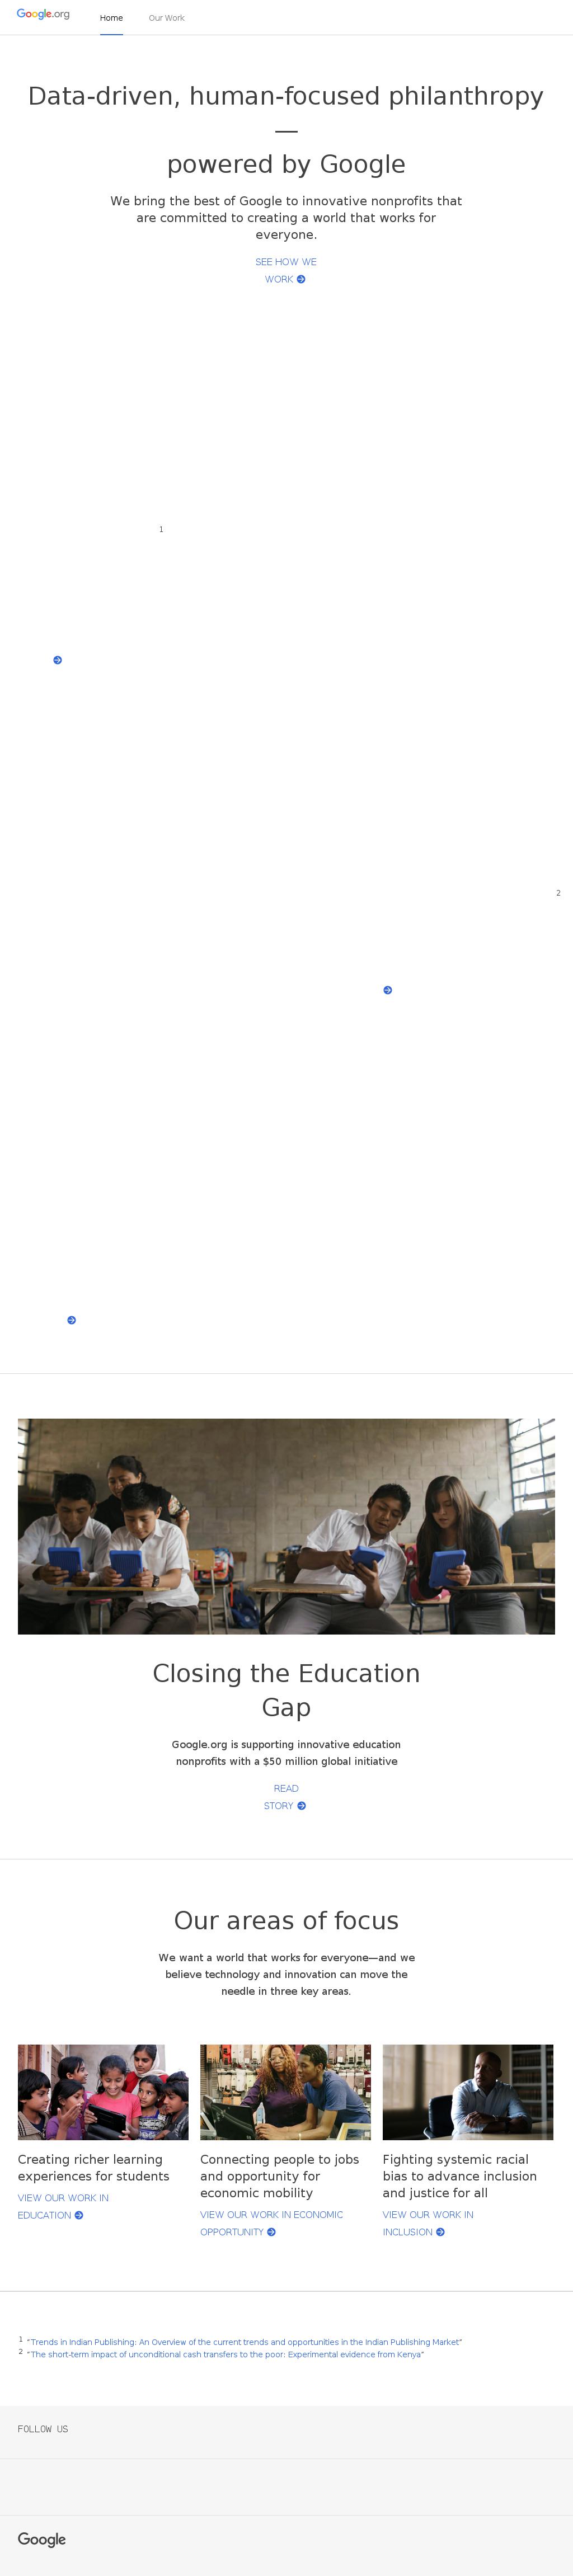 Google.org
Home
Our Work
Data-driven, human-focused philanthropy
—
powered by Google
We bring the best of Google to innovative nonprofits that
are committed to creating a world that works for
everyone.
SEE HOW WE
WORK
1
2
Closing the Education
Gap
Google.org is supporting innovative education
nonprofits with a $50 million global initiative
READ
STORY
Our areas of focus
We want a world that works for everyone—and we
believe technology and innovation can move the
needle in three key areas.
Creating richer learning
experiences for students
VIEW OUR WORK IN
EDUCATION
Connecting people to jobs
and opportunity for
economic mobility
VIEW OUR WORK IN ECONOMIC
OPPORTUNITY
Fighting systemic racial
bias to advance inclusion
and justice for all
VIEW OUR WORK IN
INCLUSION
1 "Trends in Indian Publishing: An Overview of the current trends and opportunities in the Indian Publishing Market"
2 "The short-term impact of unconditional cash transfers to the poor: Experimental evidence from Kenya"
FOLLOW US
Google